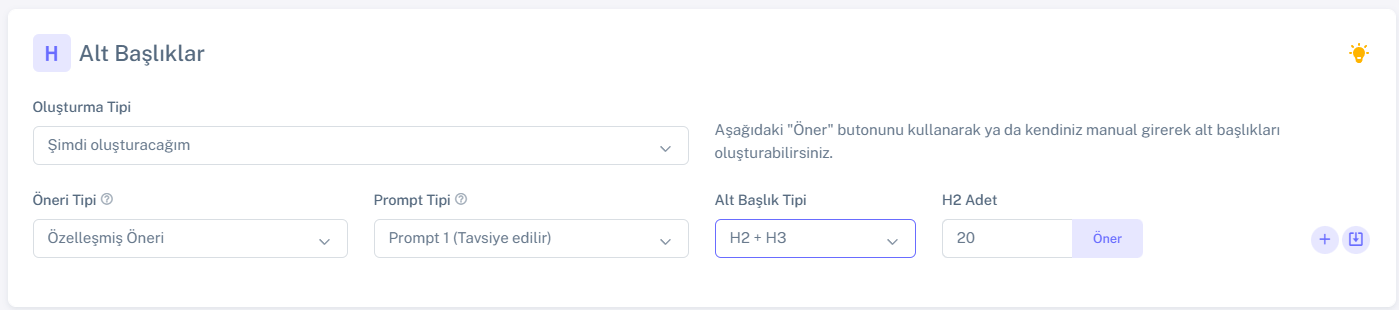 H Alt Başlıklar
Oluşturma Tipi
Şimdi oluşturacağım
Aşağıdaki "Öner" butonunu kullanarak ya da kendiniz manual girerek alt başlıkları
oluşturabilirsiniz.
Öneri Tipi ?
Prompt Tipi ?
Alt Başlık Tipi
H2 Adet
Özelleşmiş Öneri
Prompt 1 (Tavsiye edilir)
H2 + H3
20
Öner
+